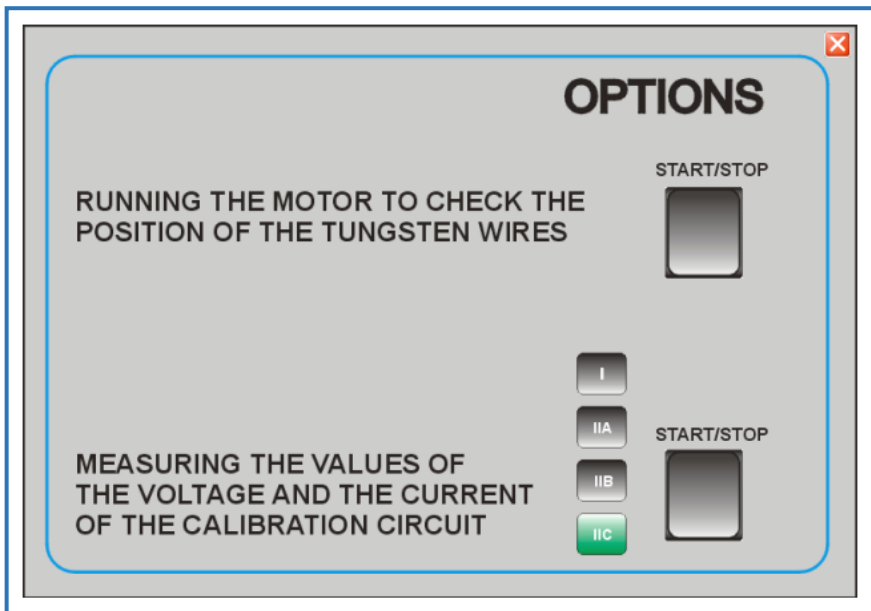 OPTIONS
START/STOP
RUNNING THE MOTOR TO CHECK THE
POSITION OF THE TUNGSTEN WIRES
I
IIA
START/STOP
MEASURING THE VALUES OF
THE VOLTAGE AND THE CURRENT
OF THE CALIBRATION CIRCUIT
IIB
IIC